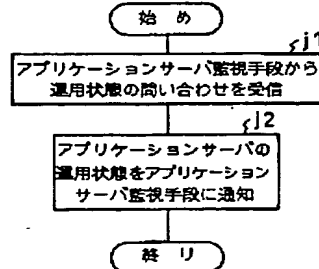 始め
j1
アプリケーションサーバ監視手段から
運用状態の問い合わせを受信
j2
アプリケーションサーバの
運用状態をアプリケーション
サーバ監視手段に通知
終り